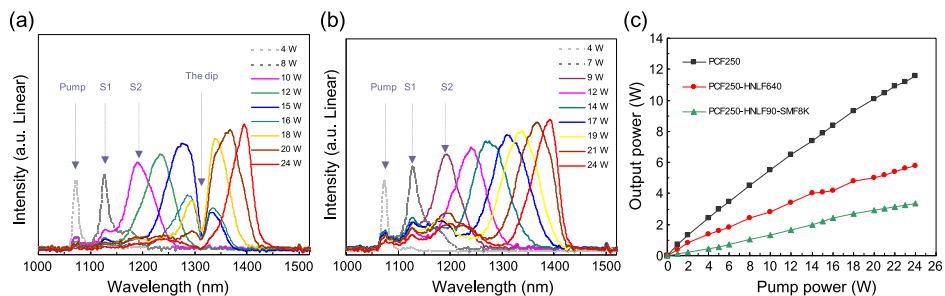 (a)
Intensity (a.u. Linear)
Pump
S1
S2
The dip
4 W
8 W
10 W
12 W
15 W
16 W
18 W
20 W
24 W
1000 1100 1200 1300 1400 1500
Wavelength (nm)
(b)
Intensity (a.u. Linear)
Pump
S1
S2
4 W
7 W
9 W
12 W
14 W
17 W
19 W
21 W
24 W
1000 1100 1200 1300 1400 1500
Wavelength (nm)
(c)
Output power (W)
14
12
10
8
6
4
2
0
PCF250
PCF250-HNLF640
PCF250-HNLF90-SMF8K
0 2 4 6 8 10 12 14 16 18 20 22 24 26
Pump power (W)